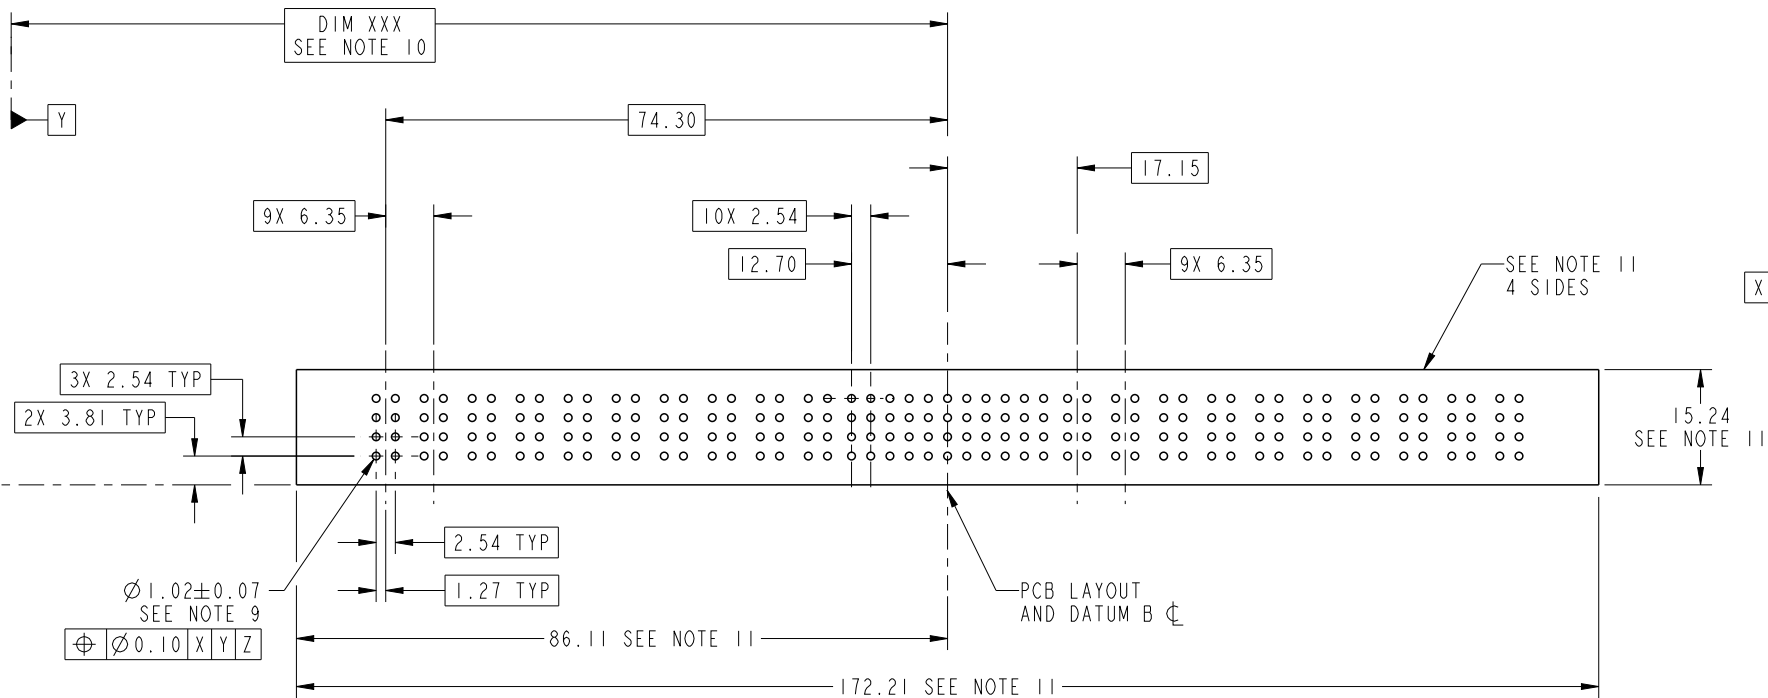 DIM XXX
SEE NOTE 10
Y
74.30
17.15
9X 6.35
10X 2.54
12.70
9X 6.35
SEE NOTE 11
4 SIDES
X
3X 2.54 TYP
2X 3.81 TYP
15.24
SEE NOTE 11
2.54 TYP
1.27 TYP
Ø1.02±0.07
SEE NOTE 9
⌖ Ø0.10 X Y Z
PCB LAYOUT
AND DATUM B ℄
86.11 SEE NOTE 11
172.21 SEE NOTE 11